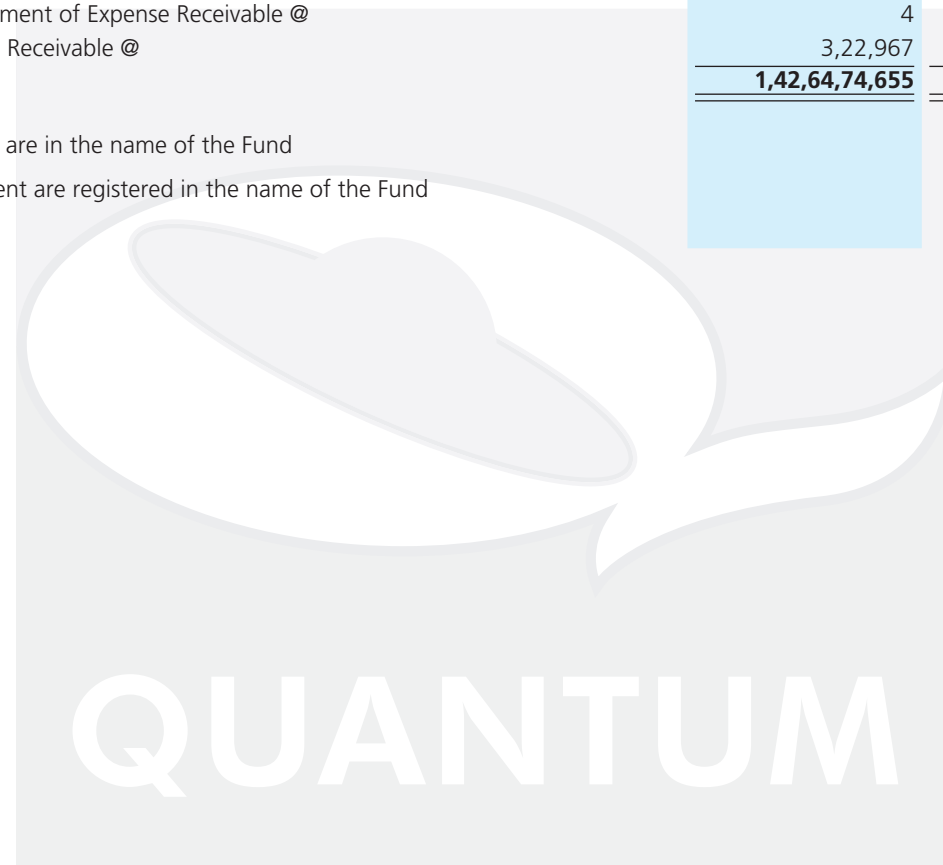 ment of Expense Receivable @ 4
Receivable @ 3,22,967
1,42,64,74,655
are in the name of the Fund
ent are registered in the name of the Fund
QUANTUM